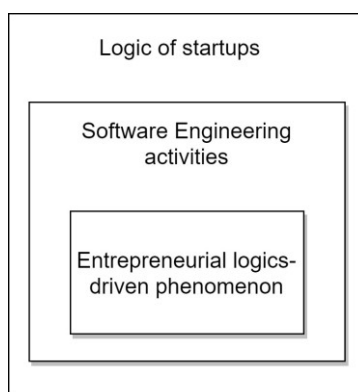 Logic of startups
Software Engineering
activities
Entrepreneurial logics-
driven phenomenon